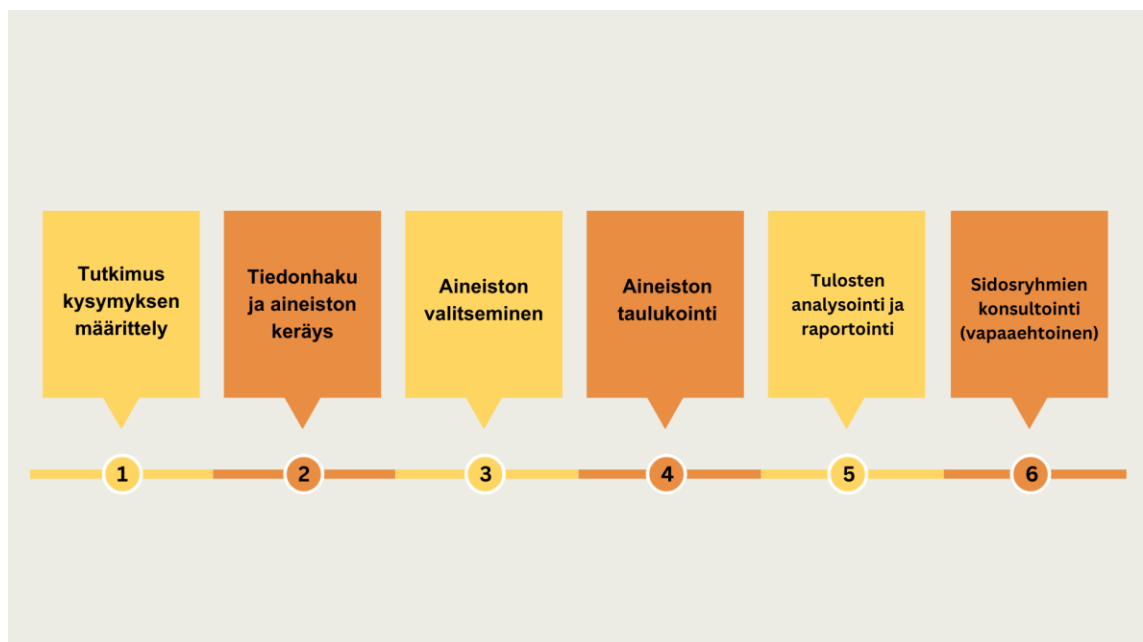 Tutkimus
kysymyksen
määrittely
Tiedonhaku
ja aineiston
keräys
Aineiston
valitseminen
Aineiston
taulukointi
Tulosten
analysointi ja
raportointi
Sidosryhmien
konsultointi
(vapaaehtoinen)
1
2
3
4
5
6